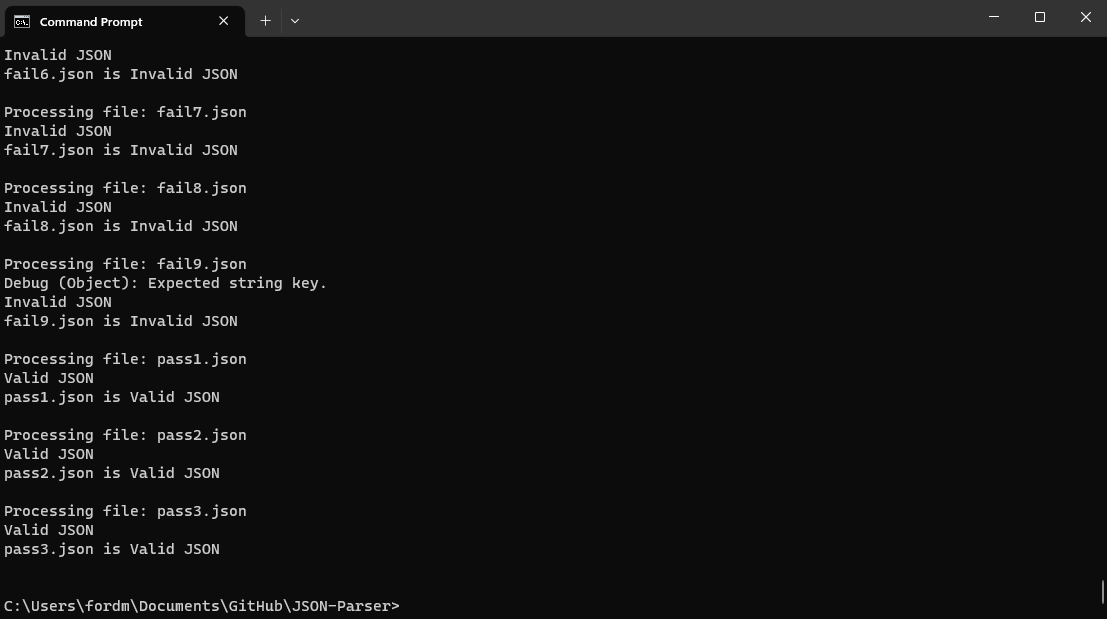 Command Prompt
Invalid JSON
fail6.json is Invalid JSON
Processing file: fail7.json
Invalid JSON
fail7.json is Invalid JSON
Processing file: fail8.json
Invalid JSON
fail8.json is Invalid JSON
Processing file: fail9.json
Debug (Object): Expected string key.
Invalid JSON
fail9.json is Invalid JSON
Processing file: pass1.json
Valid JSON
pass1.json is Valid JSON
Processing file: pass2.json
Valid JSON
pass2.json is Valid JSON
Processing file: pass3.json
Valid JSON
pass3.json is Valid JSON
C:\Users\fordm\Documents\GitHub\JSON-Parser>